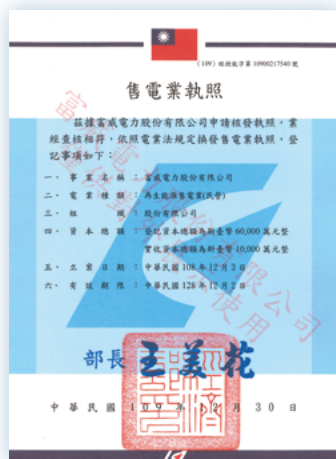 (109) 經授能字第 10900217540 號
售電業執照
茲據富威電力股份有限公司申請核發執照，業
經查核相符，依照電業法規定換發售電業執照，登
記事項如下：
一、事業名稱：富威電力股份有限公司
二、電業種類：再生能源售電業(民營)
三、組織：股份有限公司
四、資本總額：登記資本總額為新臺幣 60,000 萬元整
實收資本總額為新臺幣 10,000 萬元整
五、立業日期：中華民國 108 年 12 月 3 日
六、有效期限：中華民國 128 年 12 月 2 日
部長 王美花
中華民國 109 年 12 月 30 日